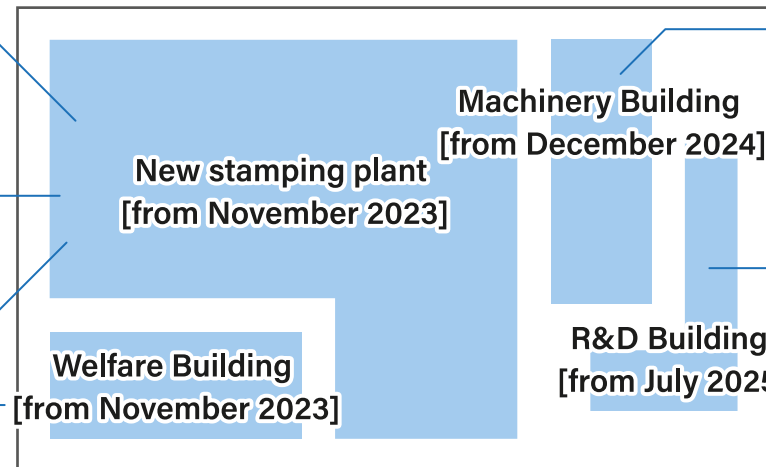 Machinery Building
[from December 2024]
New stamping plant
[from November 2023]
R&D Building
[from July 2025
Welfare Building
[from November 2023]